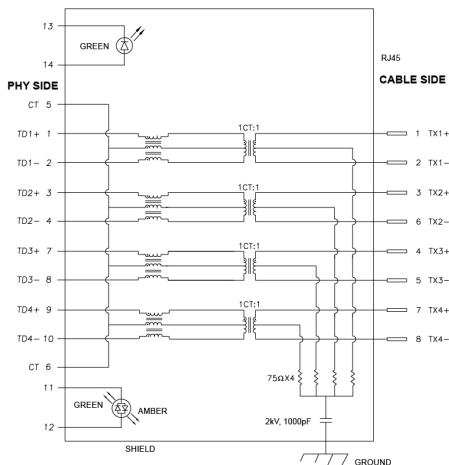 13
GREEN
14
RJ45
PHY SIDE
CABLE SIDE
CT 5
1CT:1
TD1+ 1
1 TX1+
TD1- 2
2 TX1-
1CT:1
TD2+ 3
3 TX2+
TD2- 4
6 TX2-
1CT:1
TD3+ 7
4 TX3+
TD3- 8
5 TX3-
1CT:1
TD4+ 9
7 TX4+
TD4- 10
8 TX4-
CT 6
75ΩX4
11
GREEN
AMBER
12
2kV, 1000pF
SHIELD
GROUND